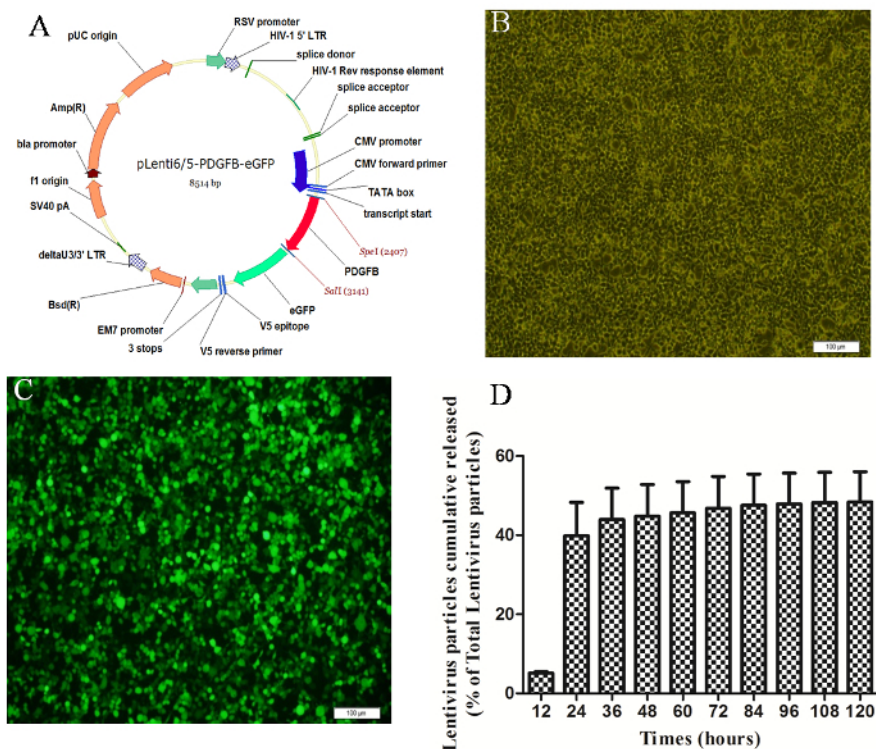 A
RSV promoter
pUC origin
HIV-1 5' LTR
splice donor
HIV-1 Rev response element
splice acceptor
splice acceptor
Amp(R)
CMV promoter
bla promoter
pLenti6/5-PDGFB-eGFP
CMV forward primer
8514 bp
f1 origin
TATA box
SV40 pA
transcript start
SpeI (2407)
deltaU3/3' LTR
PDGFB
SalI (3141)
Bsd(R)
eGFP
EM7 promoter
V5 epitope
3 stops
V5 reverse primer
B
100 µm
C
100 µm
D
Lentivirus particles cumulative released
(% of Total Lentivirus particles)
60
40
20
0
12 24 36 48 60 72 84 96 108 120
Times (hours)